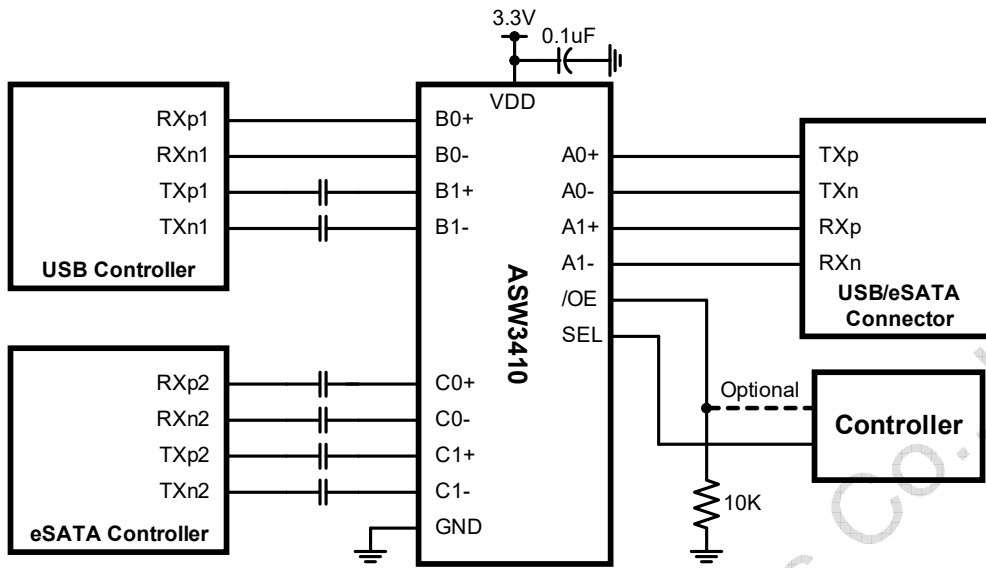 3.3V
0.1uF
VDD
RXp1
RXn1
TXp1
TXn1
USB Controller
B0+
B0-
B1+
B1-
A0+
A0-
A1+
A1-
/OE
SEL
ASW3410
TXp
TXn
RXp
RXn
USB/eSATA
Connector
RXp2
RXn2
TXp2
TXn2
eSATA Controller
C0+
C0-
C1+
C1-
GND
Optional
Controller
10K
s Co.,